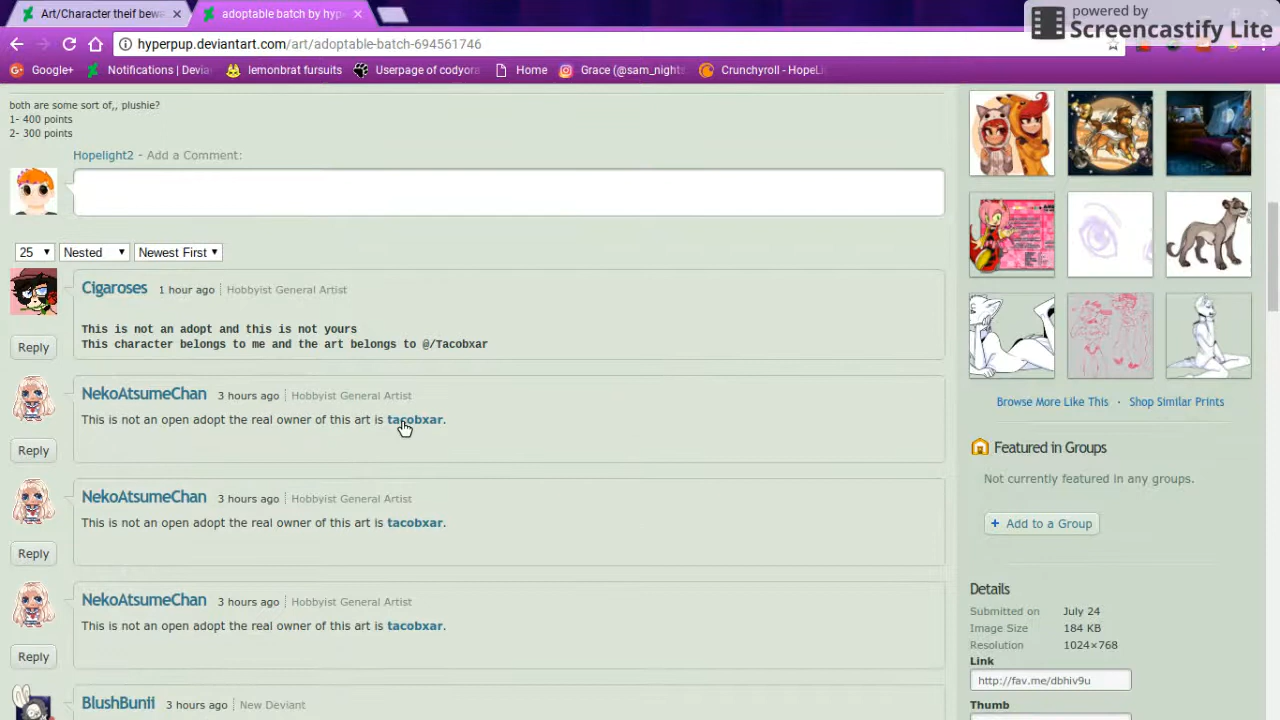 Art/Character theif bewa
adoptable batch by hype
powered by
Screencastify Lite
hyperpup.deviantart.com/art/adoptable-batch-694561746
Google+
Notifications | Devia
lemonbrat fursuits
Userpage of codyora
Home
Grace (@sam_nights
Crunchyroll - HopeLi
both are some sort of,, plushie?
1- 400 points
2- 300 points
Hopelight2 - Add a Comment:
25
Nested
Newest First
Cigaroses 1 hour ago Hobbyist General Artist
This is not an adopt and this is not yours
This character belongs to me and the art belongs to @/Tacobxar
Reply
NekoAtsumeChan 3 hours ago Hobbyist General Artist
This is not an open adopt the real owner of this art is tacobxar.
Reply
NekoAtsumeChan 3 hours ago Hobbyist General Artist
This is not an open adopt the real owner of this art is tacobxar.
Reply
NekoAtsumeChan 3 hours ago Hobbyist General Artist
This is not an open adopt the real owner of this art is tacobxar.
Reply
BlushBunii 3 hours ago New Deviant
Browse More Like This · Shop Similar Prints
Featured in Groups
Not currently featured in any groups.
+ Add to a Group
Details
Submitted on July 24
Image Size 184 KB
Resolution 1024×768
Link
http://fav.me/dbhiv9u
Thumb